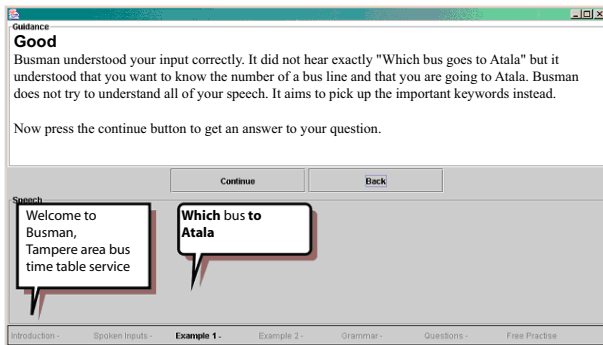 Guidance
Good
Busman understood your input correctly. It did not hear exactly "Which bus goes to Atala" but it
understood that you want to know the number of a bus line and that you are going to Atala. Busman
does not try to understand all of your speech. It aims to pick up the important keywords instead.
Now press the continue button to get an answer to your question.
Continue
Back
Speech
Welcome to
Busman,
Tampere area bus
time table service
Which bus to
Atala
Introduction - Spoken Inputs - Example 1 - Example 2 - Grammar - Questions - Free Practise